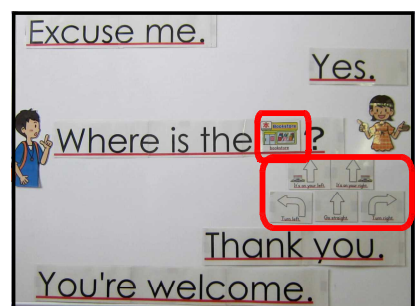 Excuse me.
Yes.
Where is the
Bookstore
bookstore
?
It's on your left.
It's on your right.
Turn left.
Go straight.
Turn right.
Thank you.
You're welcome.